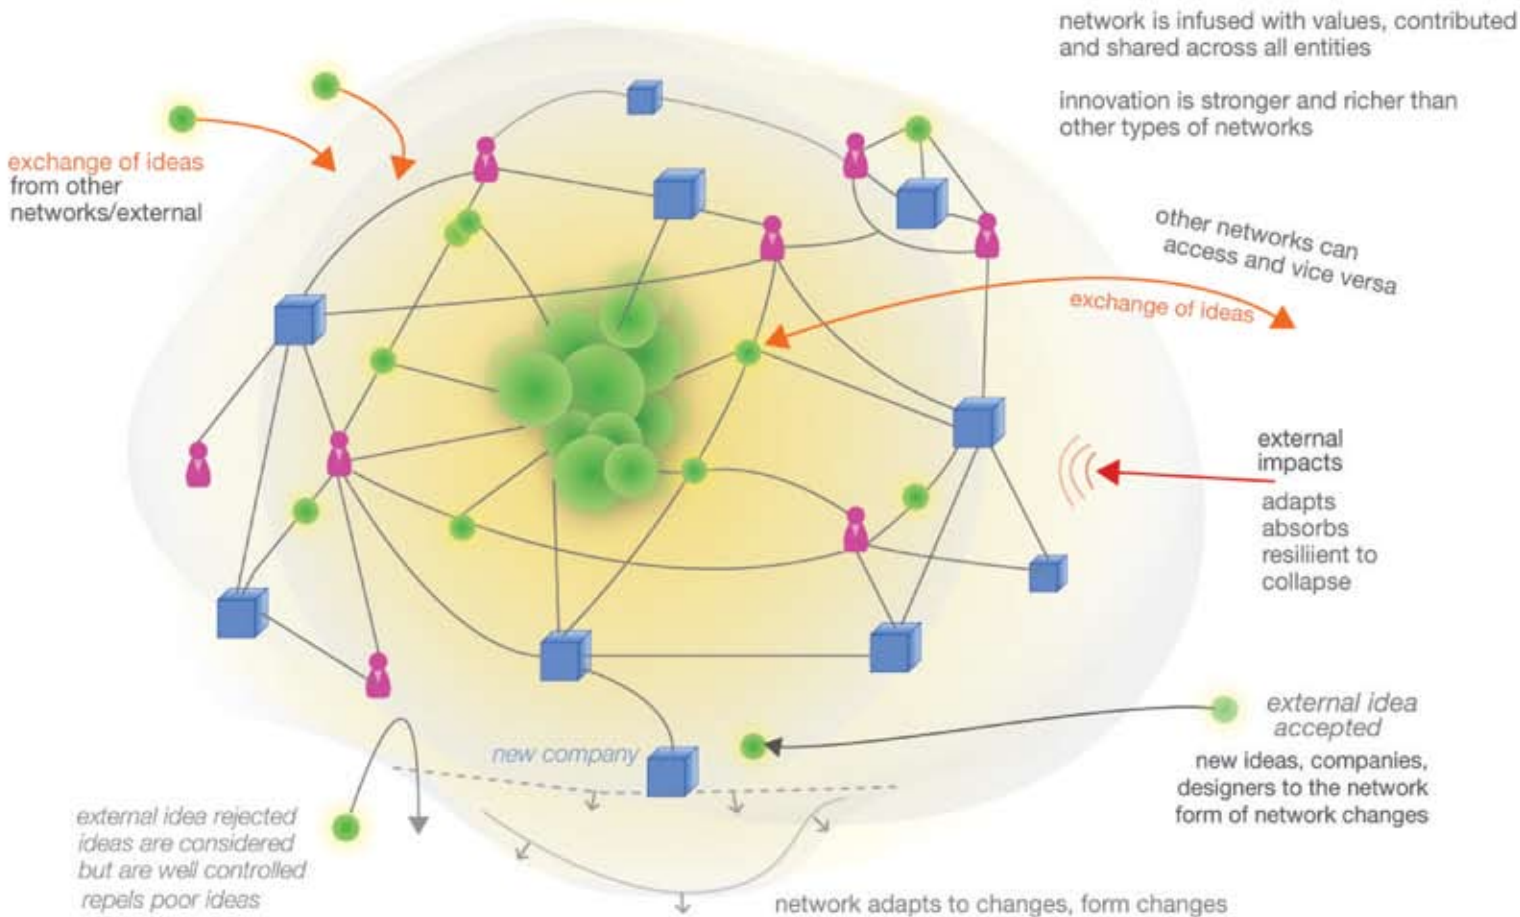 network is infused with values, contributed
and shared across all entities
innovation is stronger and richer than
other types of networks
exchange of ideas
from other
networks/external
other networks can
access and vice versa
exchange of ideas
external
impacts
adapts
absorbs
resiliient to
collapse
external idea
accepted
new ideas, companies,
designers to the network
form of network changes
new company
external idea rejected
ideas are considered
but are well controlled
repels poor ideas
network adapts to changes, form changes